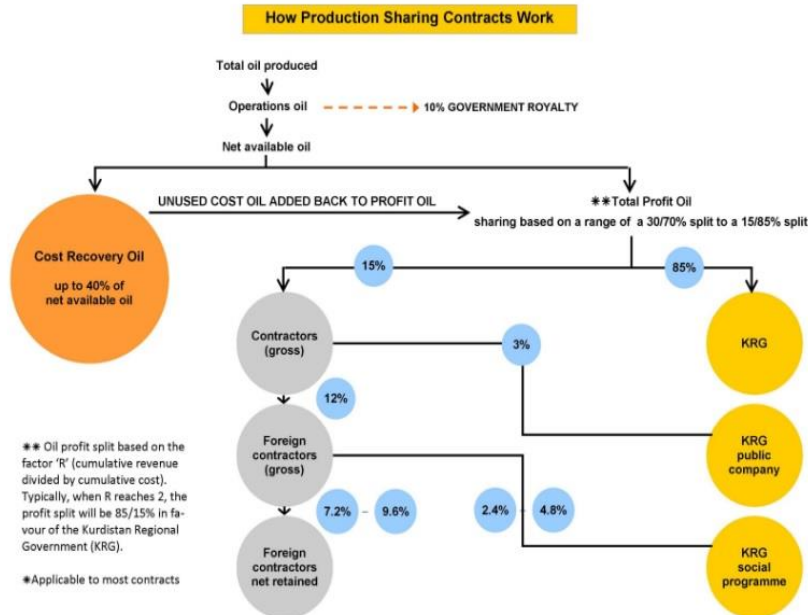 How Production Sharing Contracts Work
Total oil produced
Operations oil
10% GOVERNMENT ROYALTY
Net available oil
Cost Recovery Oil
up to 40% of
net available oil
UNUSED COST OIL ADDED BACK TO PROFIT OIL
**Total Profit Oil
sharing based on a range of a 30/70% split to a 15/85% split
15%
85%
Contractors
(gross)
3%
KRG
12%
Foreign
contractors
(gross)
KRG
public
company
7.2% – 9.6%
2.4% – 4.8%
Foreign
contractors
net retained
KRG
social
programme
** Oil profit split based on the
factor ‘R’ (cumulative revenue
divided by cumulative cost).
Typically, when R reaches 2, the
profit split will be 85/15% in fa-
vour of the Kurdistan Regional
Government (KRG).
*Applicable to most contracts